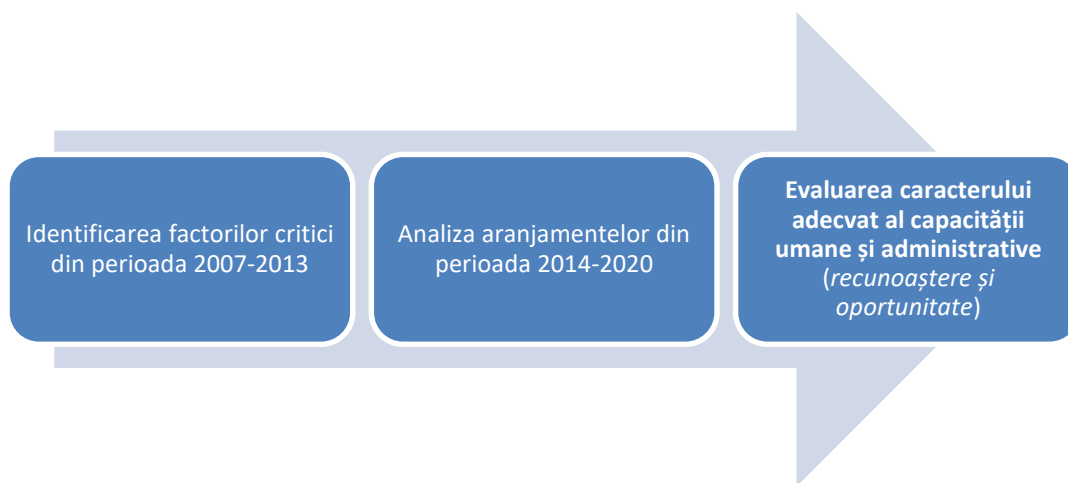 Identificarea factorilor critici
din perioada 2007-2013
Analiza aranjamentelor din
perioada 2014-2020
Evaluarea caracterului
adecvat al capacității
umane și administrative
(recunoaștere și
oportunitate)